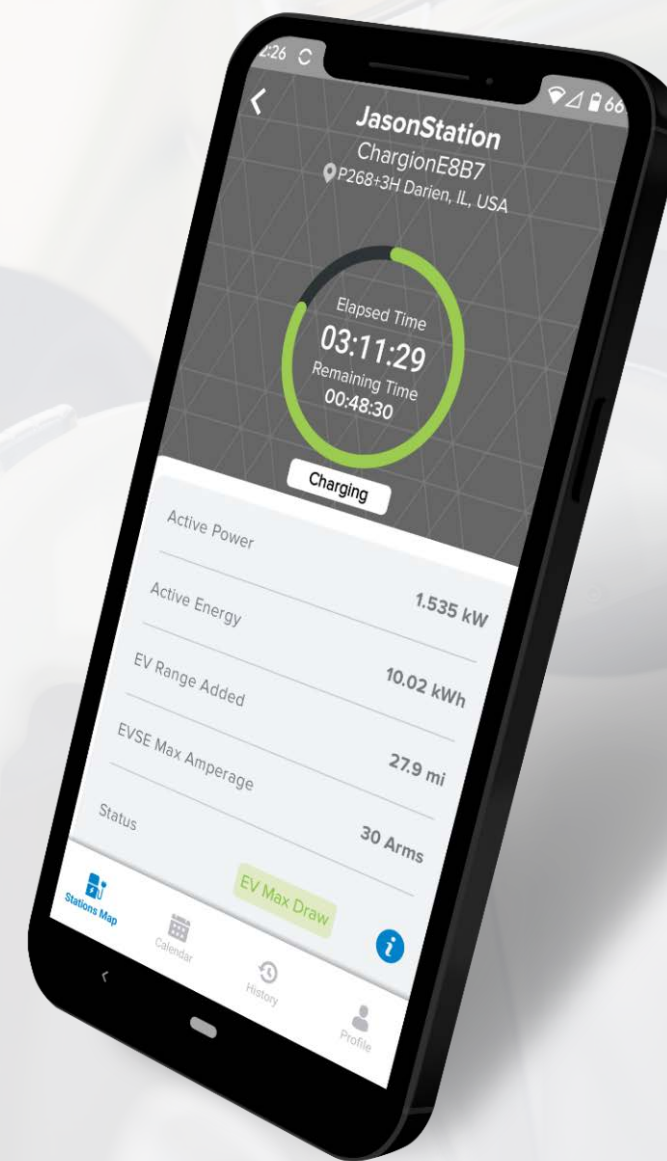 2:26
66
JasonStation
ChargionE8B7
P268+3H Darien, IL, USA
Elapsed Time
03:11:29
Remaining Time
00:48:30
Charging
Active Power
1.535 kW
Active Energy
10.02 kWh
EV Range Added
27.9 mi
EVSE Max Amperage
30 Arms
Status
EV Max Draw
i
Stations Map
Calendar
History
Profile